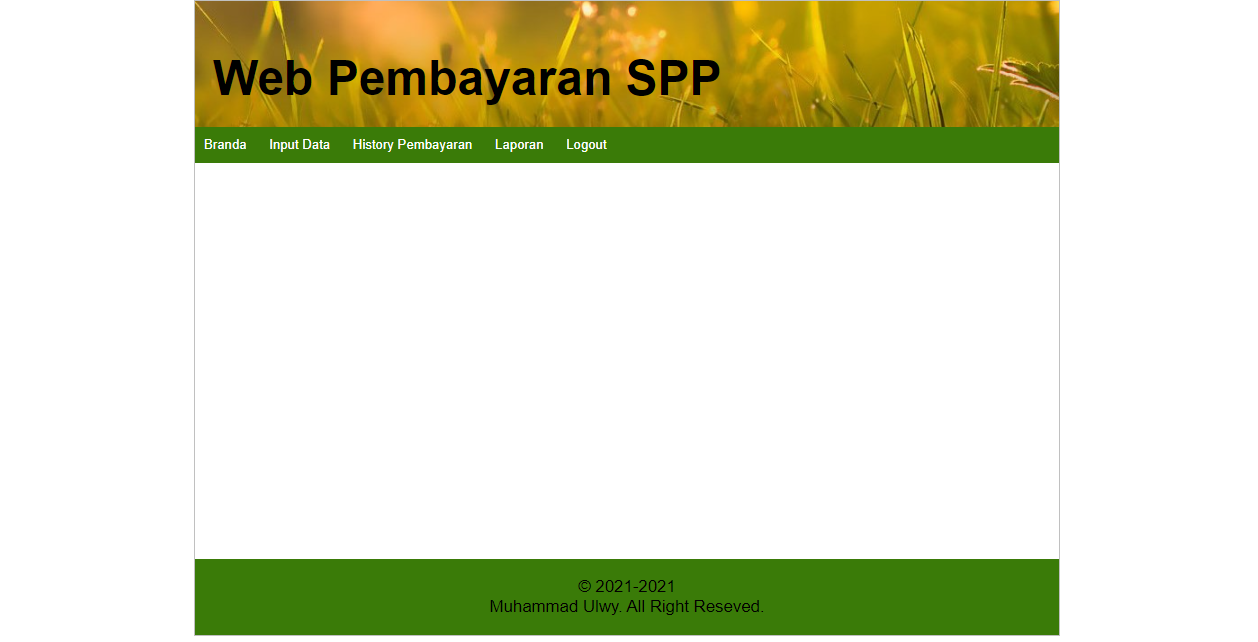 Web Pembayaran SPP
Branda Input Data History Pembayaran Laporan Logout
© 2021-2021
Muhammad Ulwy. All Right Reseved.